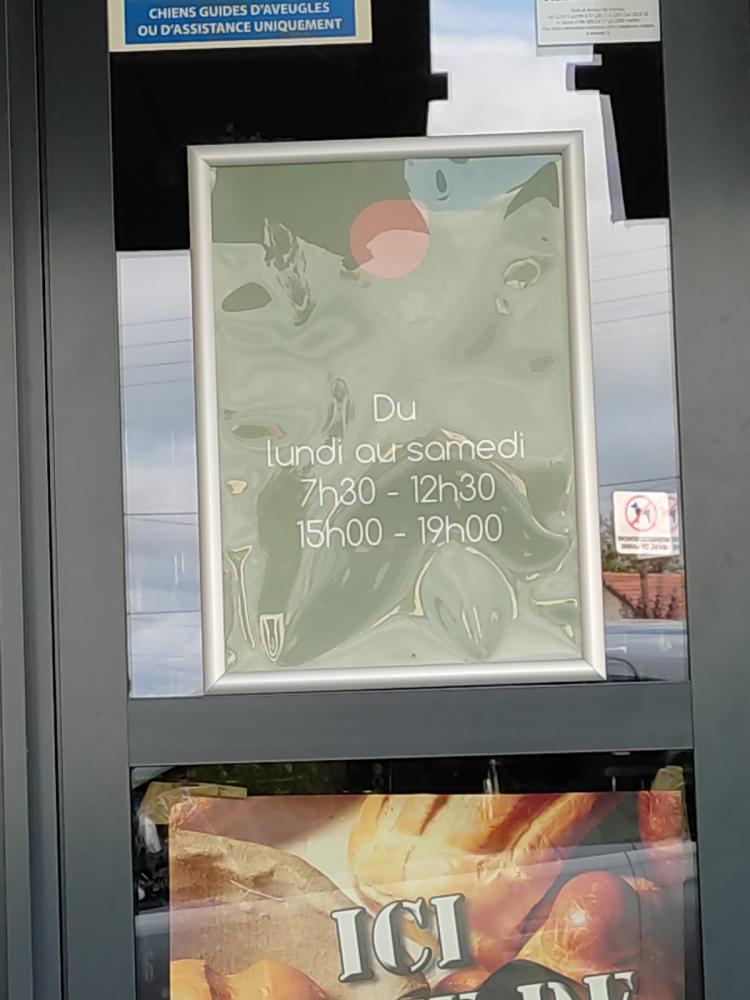 CHIENS GUIDES D'AVEUGLES
OU D'ASSISTANCE UNIQUEMENT
Du
lundi au samedi
7h30 - 12h30
15h00 - 19h00
ICI